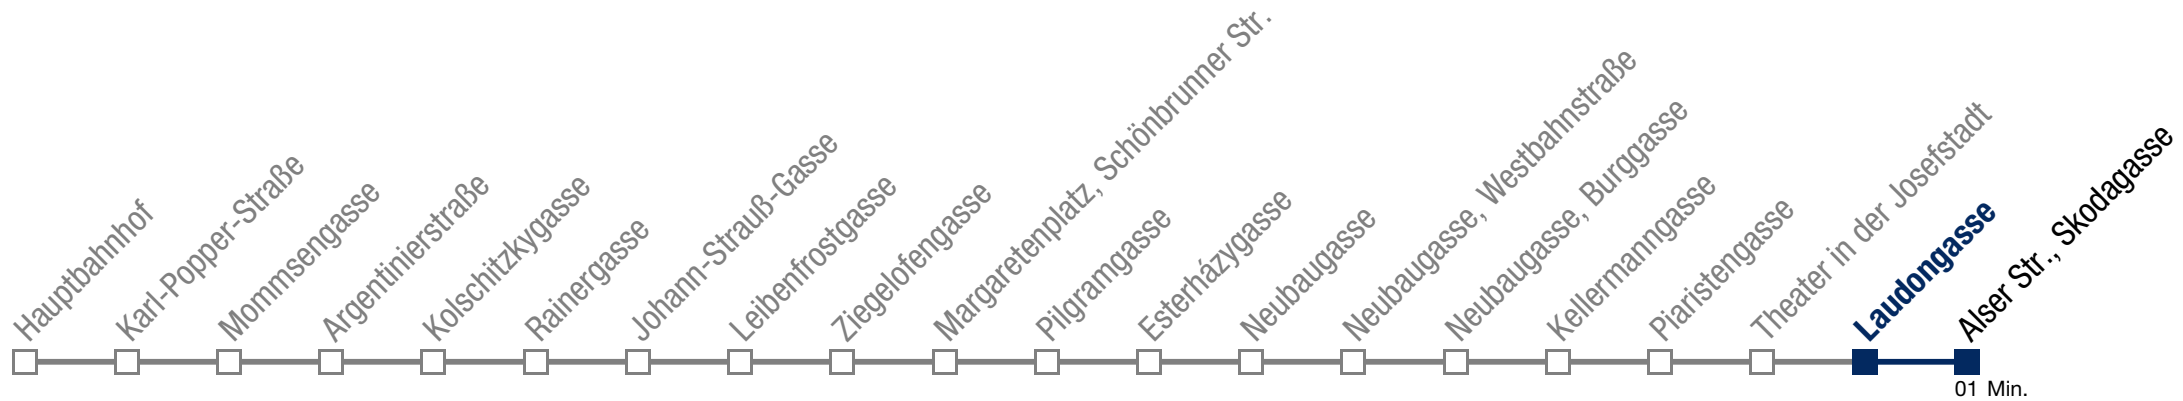 Hauptbahnhof
Karl-Popper-Straße
Mommsengasse
Argentinierstraße
Kolschitzkygasse
Rainergasse
Johann-Strauß-Gasse
Leibenfrostgasse
Ziegelofengasse
Margaretenplatz, Schönbrunner Str.
Pilgramgasse
Esterházygasse
Neubaugasse
Neubaugasse, Westbahnstraße
Neubaugasse, Burggasse
Kellermanngasse
Piaristengasse
Theater in der Josefstadt
Laudongasse
Alser Str., Skodagasse
01 Min.